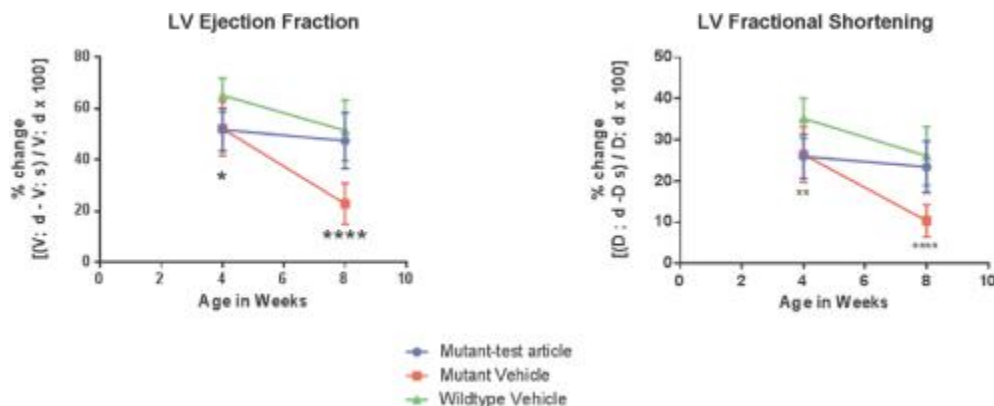 LV Ejection Fraction
% change
[(V; d - V; s) / V; d x 100]
80
60
40
20
0
*
****
0 2 4 6 8 10
Age in Weeks
LV Fractional Shortening
% change
[(D ; d -D s) / D; d x 100]
50
40
30
20
10
0
**
****
0 2 4 6 8 10
Age in Weeks
Mutant-test article
Mutant Vehicle
Wildtype Vehicle